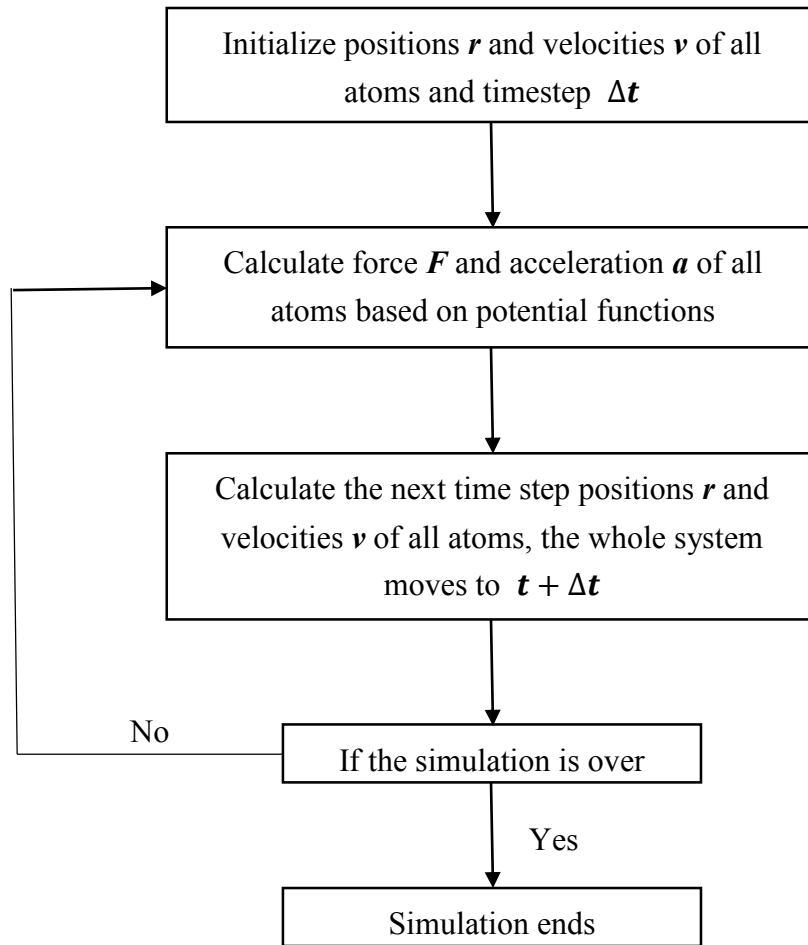 Initialize positions r and velocities v of all
atoms and timestep Δt
Calculate force F and acceleration a of all
atoms based on potential functions
Calculate the next time step positions r and
velocities v of all atoms, the whole system
moves to t + Δt
No
If the simulation is over
Yes
Simulation ends